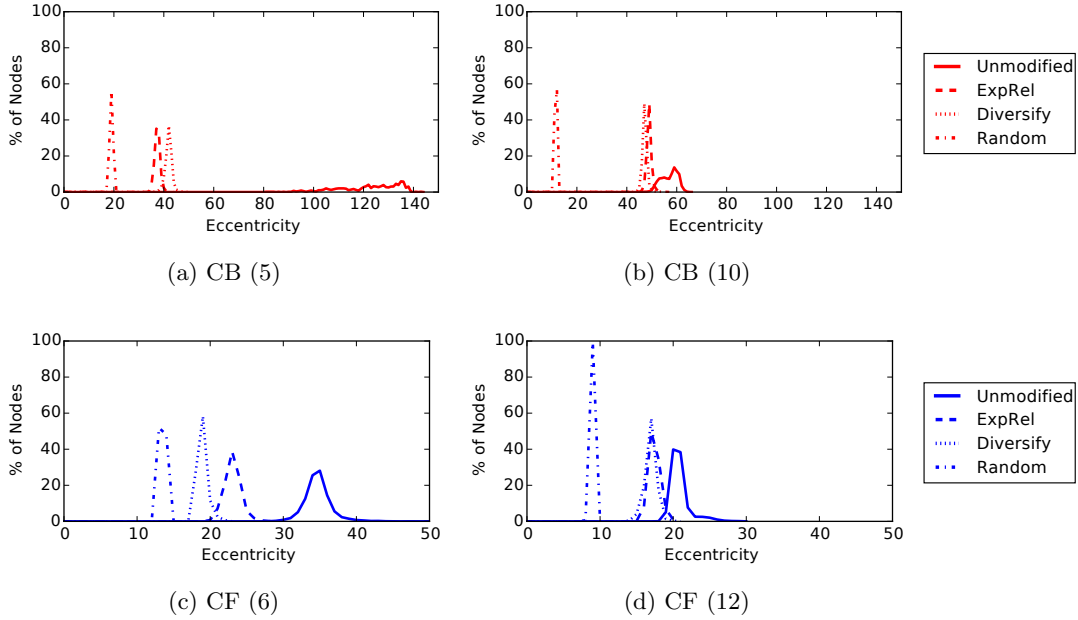 100
80
60
40
20
0
% of Nodes
0 20 40 60 80 100 120 140
Eccentricity
(a) CB (5)
100
80
60
40
20
0
% of Nodes
0 20 40 60 80 100 120 140
Eccentricity
(b) CB (10)
Unmodified
ExpRel
Diversify
Random
100
80
60
40
20
0
% of Nodes
0 10 20 30 40 50
Eccentricity
(c) CF (6)
100
80
60
40
20
0
% of Nodes
0 10 20 30 40 50
Eccentricity
(d) CF (12)
Unmodified
ExpRel
Diversify
Random